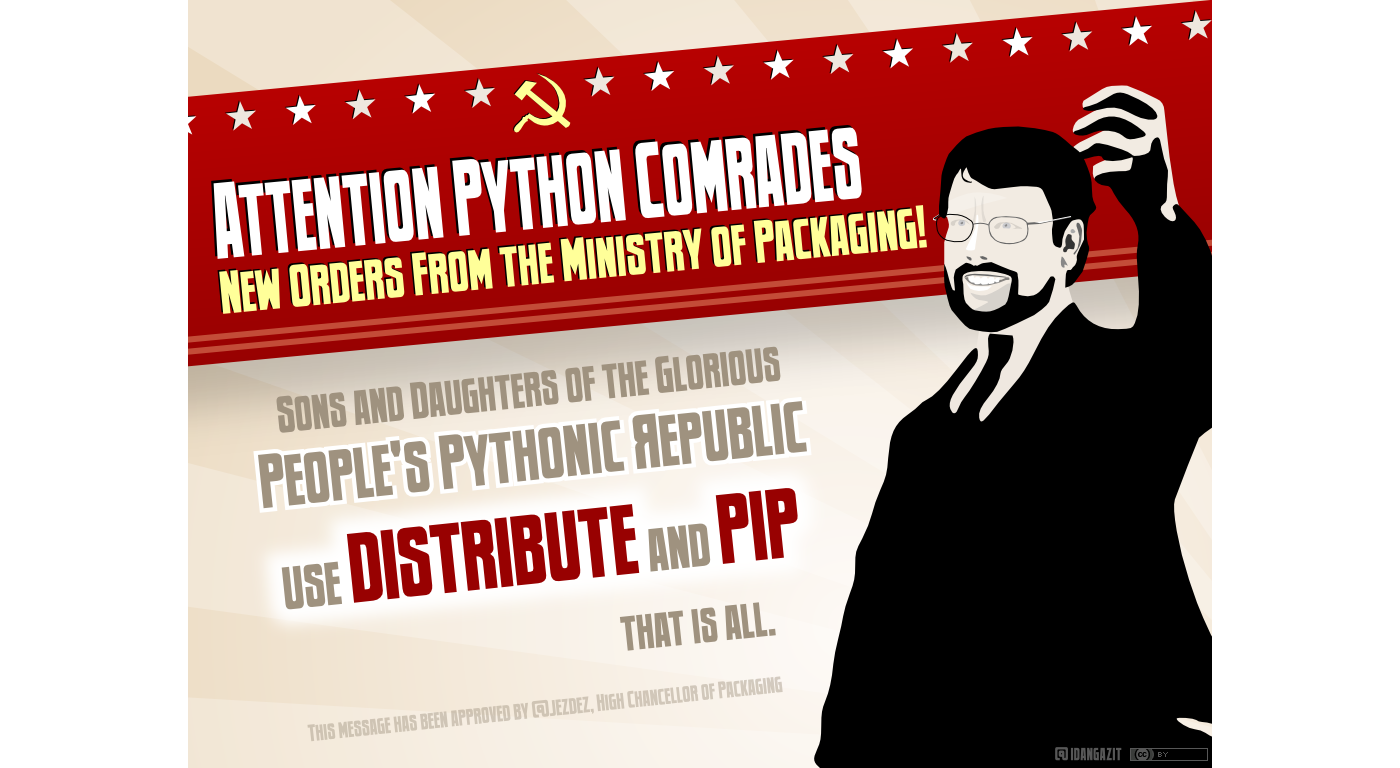 Attention Python Comrades
New Orders From the Ministry of Packaging!
Sons and Daughters of the Glorious
People's Pythonic Яepublic
use Distribute and pip
That is all.
This message has been approved by @jezdez, High Chancellor of Packaging
@idangazit cc BY